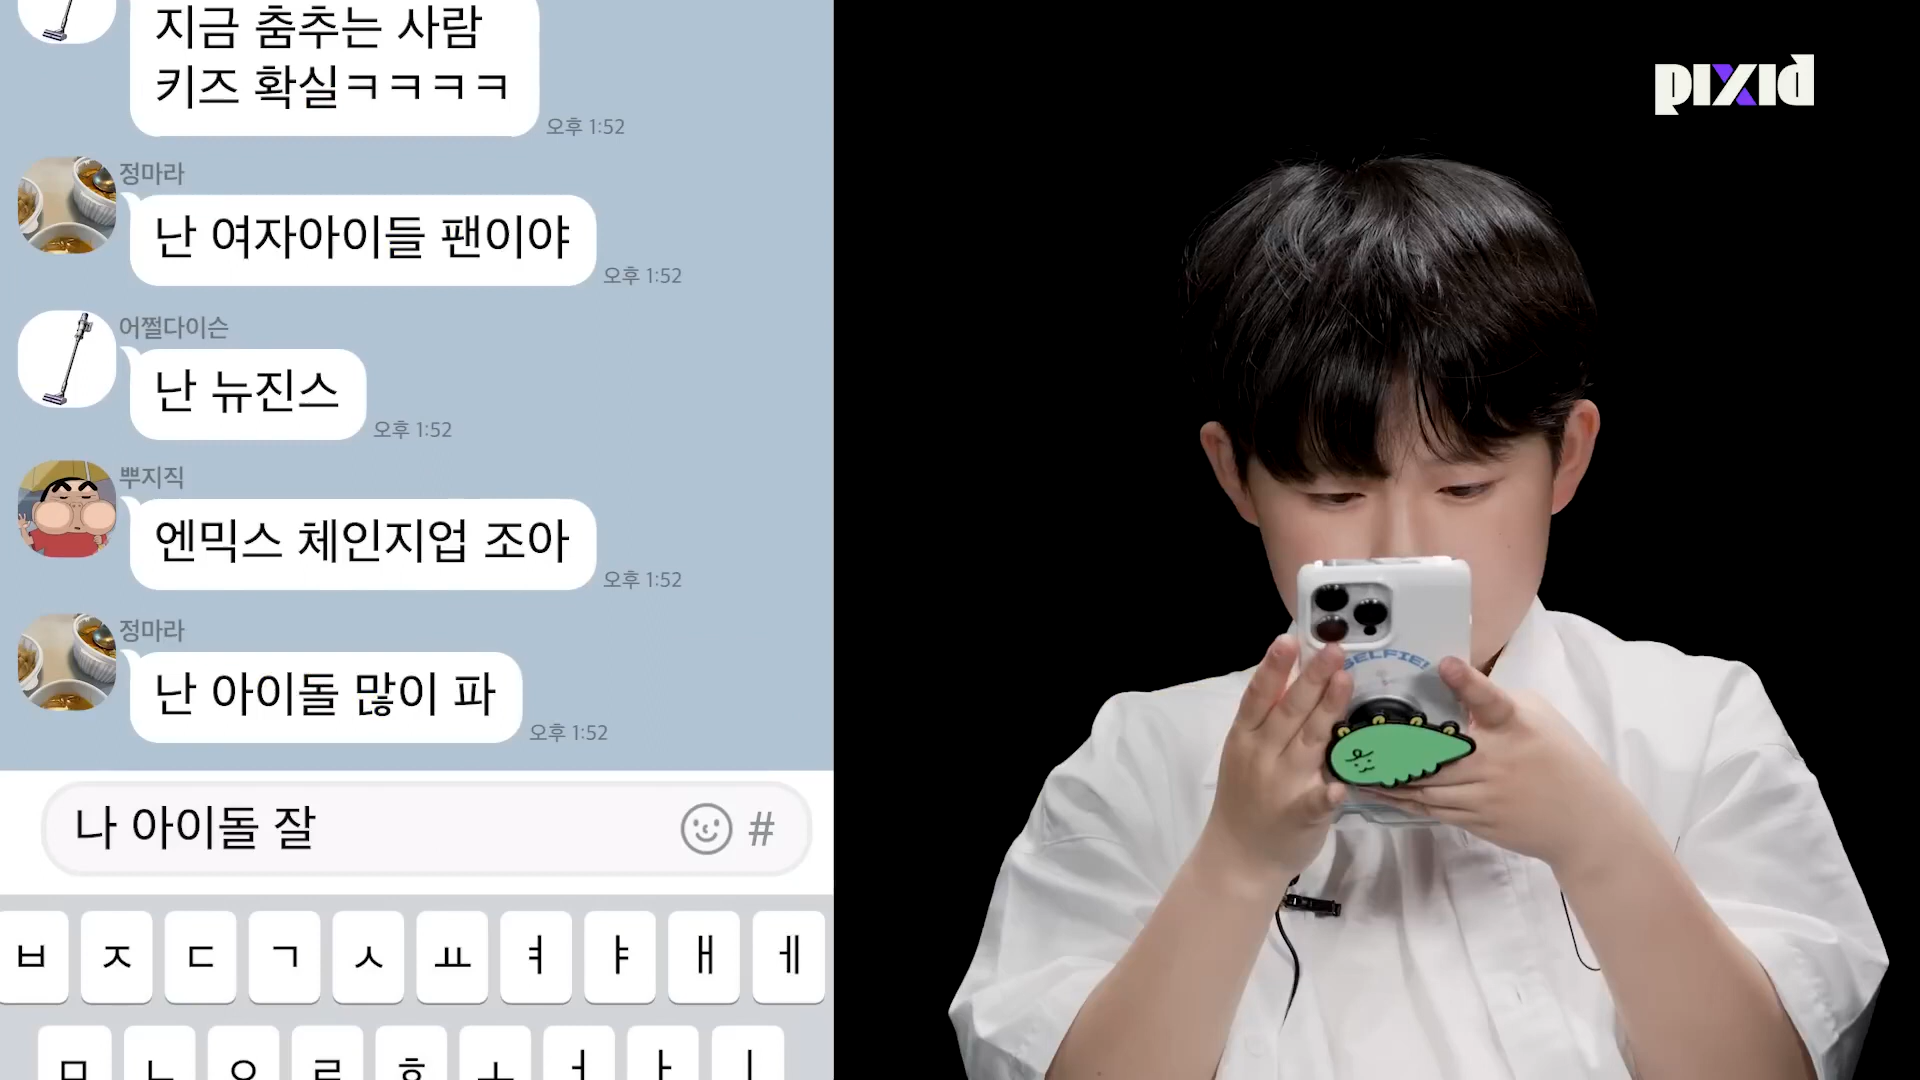 지금 춤추는 사람
키즈 확실ㅋㅋㅋㅋ
오후 1:52
정마라
난 여자아이들 팬이야
오후 1:52
어쩔다이슨
난 뉴진스
오후 1:52
뿌지직
엔믹스 체인지업 조아
오후 1:52
정마라
난 아이돌 많이 파
오후 1:52
나 아이돌 잘
#
ㅂ ㅈ ㄷ ㄱ ㅅ ㅛ ㅕ ㅑ ㅐ ㅔ
ㅁ ㄴ ㅇ ㄹ ㅎ ㅗ ㅓ ㅏ ㅣ
pixid
SELFIE!